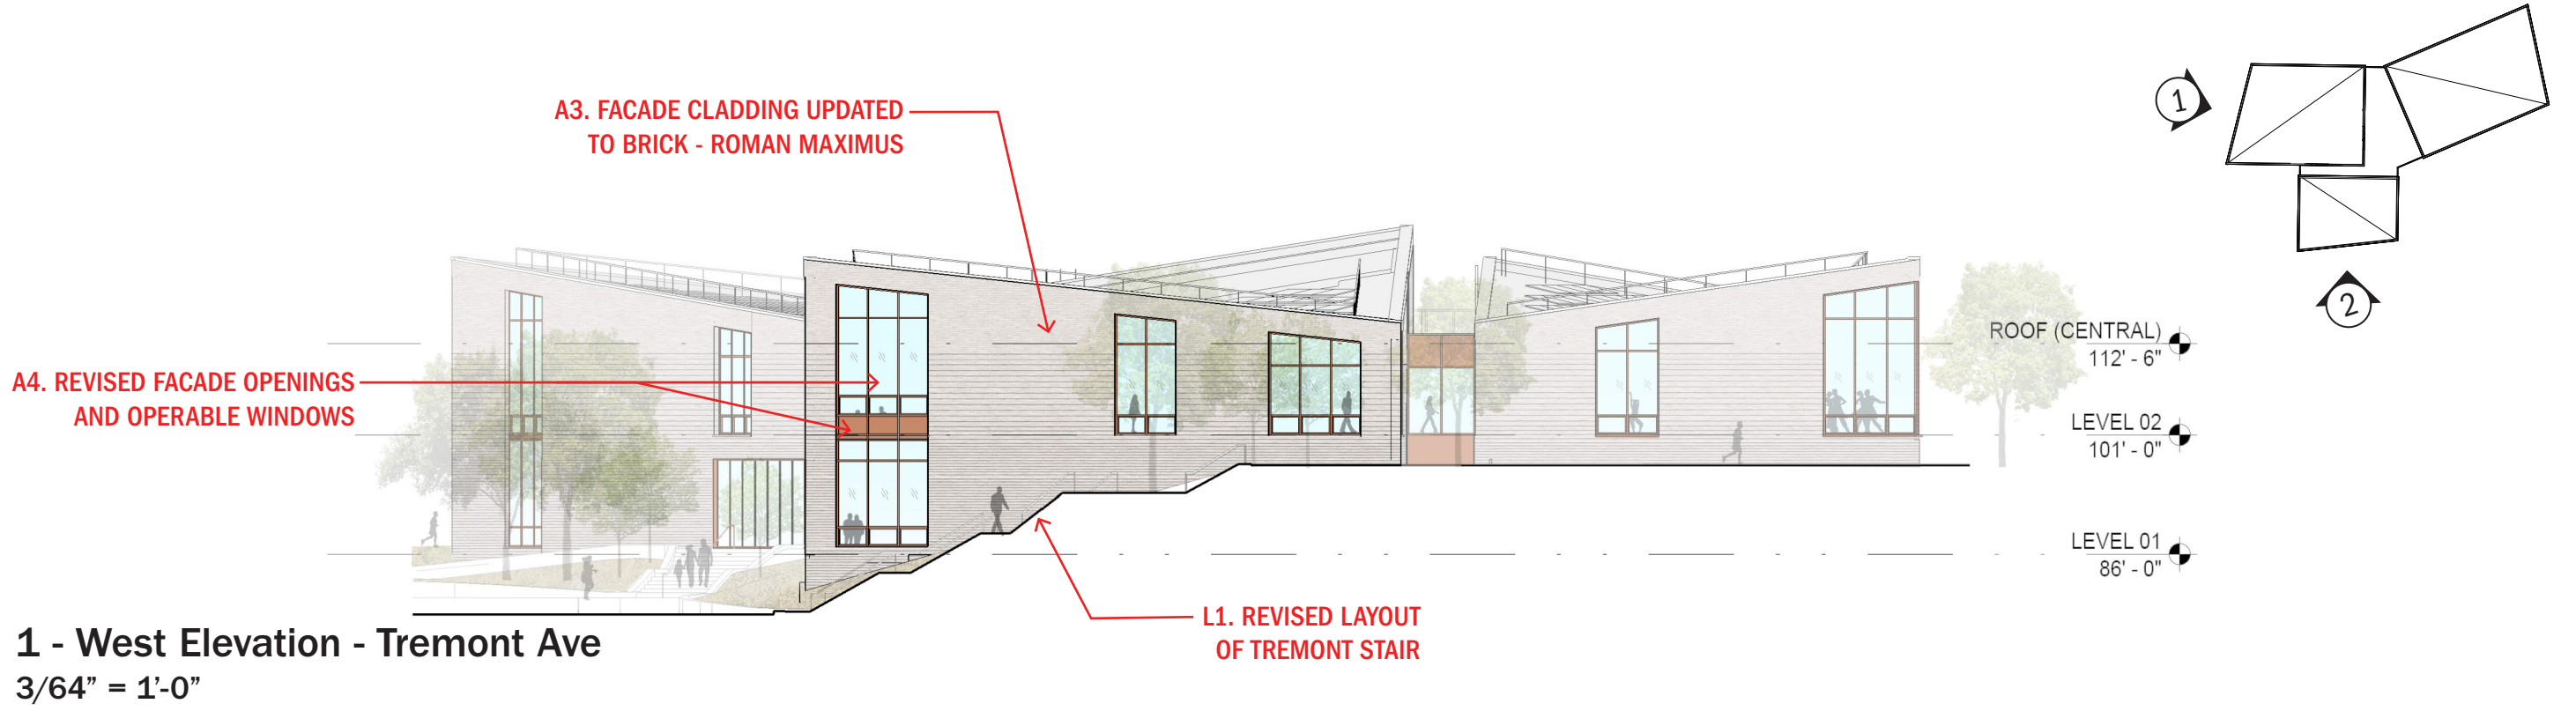 A3. FACADE CLADDING UPDATED
TO BRICK - ROMAN MAXIMUS
1
2
ROOF (CENTRAL)
112' - 6"
A4. REVISED FACADE OPENINGS
AND OPERABLE WINDOWS
LEVEL 02
101' - 0"
LEVEL 01
86' - 0"
L1. REVISED LAYOUT
OF TREMONT STAIR
1 - West Elevation - Tremont Ave
3/64” = 1’-0”